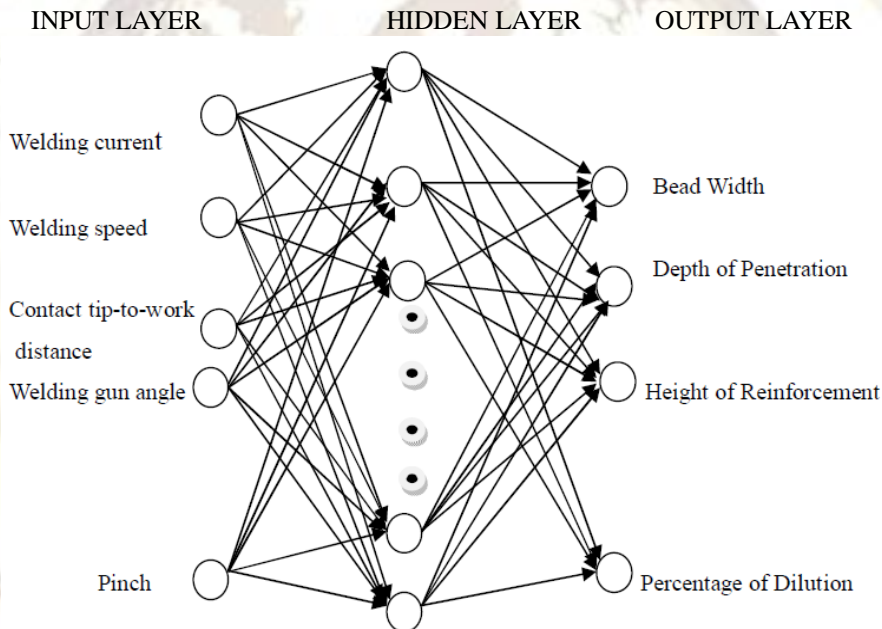 INPUT LAYER
HIDDEN LAYER
OUTPUT LAYER
Welding current
Welding speed
Contact tip-to-work
distance
Welding gun angle
Pinch
Bead Width
Depth of Penetration
Height of Reinforcement
Percentage of Dilution